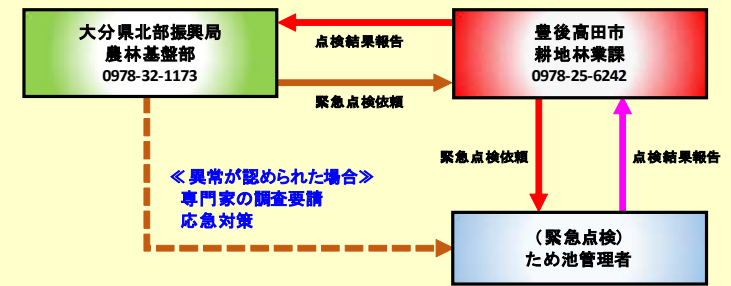 大分県北部振興局
農林基盤部
0978-32-1173
点検結果報告
緊急点検依頼
豊後高田市
耕地林業課
0978-25-6242
緊急点検依頼
点検結果報告
≪異常が認められた場合≫
専門家の調査要請
応急対策
（緊急点検）
ため池管理者